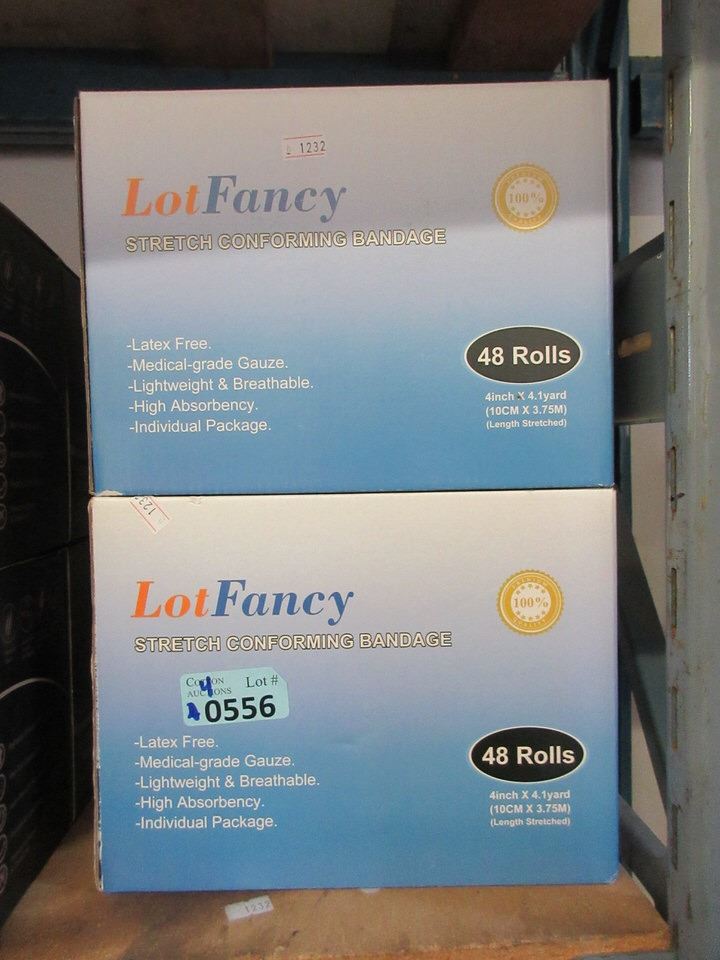 1232
LotFancy
100%
STRETCH CONFORMING BANDAGE
-Latex Free.
-Medical-grade Gauze.
-Lightweight & Breathable.
-High Absorbency.
-Individual Package.
48 Rolls
4inch X 4.1yard
(10CM X 3.75M)
(Length Stretched)
LotFancy
100%
STRETCH CONFORMING BANDAGE
Lot #
4
0556
-Latex Free.
-Medical-grade Gauze.
-Lightweight & Breathable.
-High Absorbency.
-Individual Package.
48 Rolls
4inch X 4.1yard
(10CM X 3.75M)
(Length Stretched)
1232